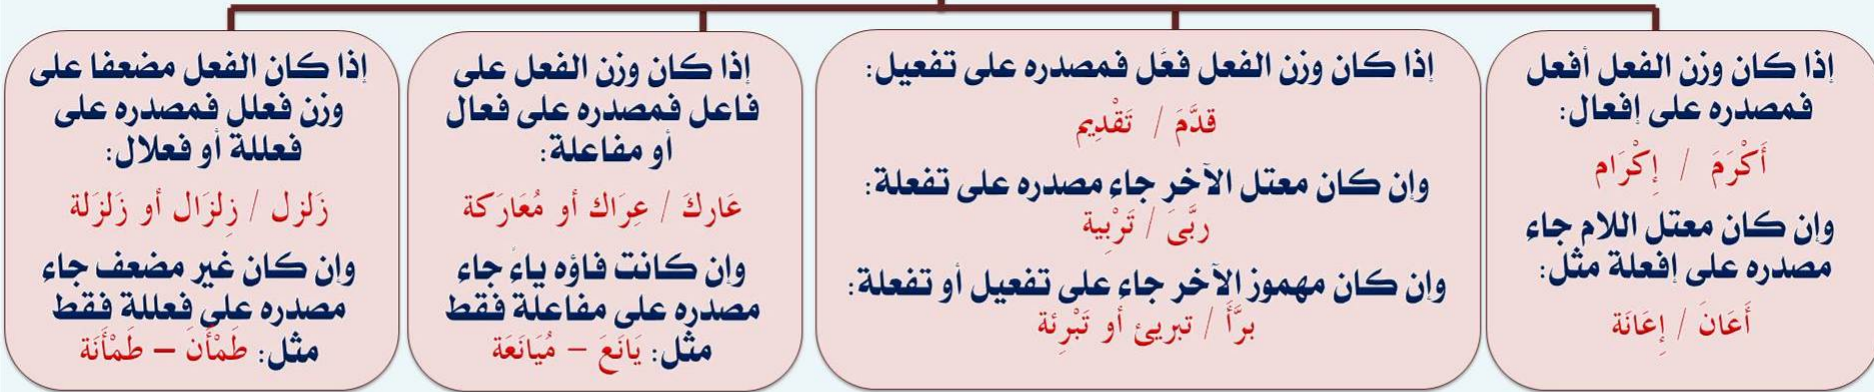 إذا كان وزن الفعل أفعل
فمصدره على إفعال:
أَكْرَمَ / إِكْرَام
وإن كان معتل اللام جاء
مصدره على إفعلة مثل:
أَعَانَ / إِعَانَة
إذا كان وزن الفعل فعَّل فمصدره على تفعيل:
قدَّمَ / تَقْدِيم
وإن كان معتل الآخر جاء مصدره على تفعلة:
ربَّىَ / تَرْبِية
وإن كان مهموز الآخر جاء على تفعيل أو تفعلة:
برَّأَ / تبريئ أو تَبْرِئة
إذا كان وزن الفعل على
فاعل فمصدره على فعال
أو مفاعلة:
عَاركَ / عِرَاك أو مُعَارَكة
وإن كانت فاؤه ياءً جاء
مصدره على مفاعلة فقط
مثل: يَانَعَ – مُيَانَعَة
إذا كان الفعل مضعفا على
وزن فعلل فمصدره على
فعللة أو فعلال:
زَلزل / زِلزَال أو زَلزَلة
وإن كان غير مضعف جاء
مصدره على فعللة فقط
مثل: طَمْأَنَ – طَمْأَنَة